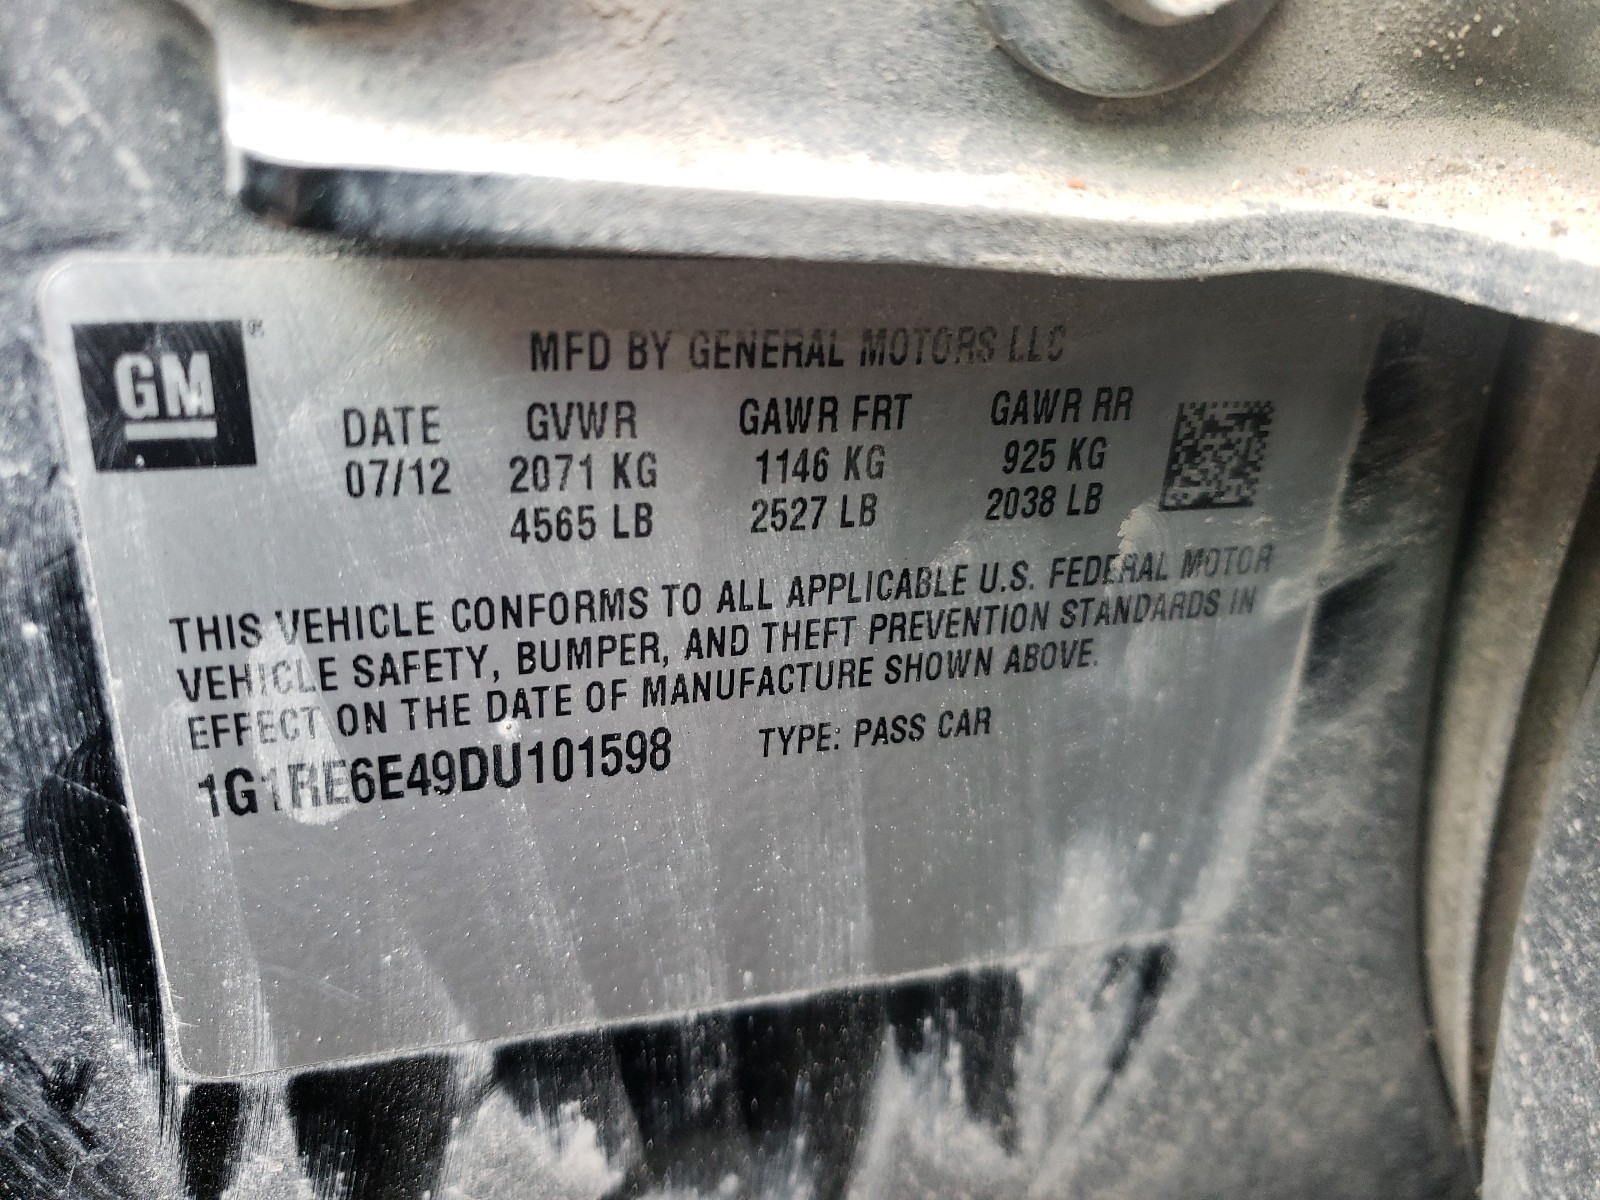 GM®
MFD BY GENERAL MOTORS LLC
DATE GVWR GAWR FRT GAWR RR
07/12 2071 KG 1146 KG 925 KG
4565 LB 2527 LB 2038 LB
THIS VEHICLE CONFORMS TO ALL APPLICABLE U.S. FEDERAL MOTOR
VEHICLE SAFETY, BUMPER, AND THEFT PREVENTION STANDARDS IN
EFFECT ON THE DATE OF MANUFACTURE SHOWN ABOVE.
1G1RE6E49DU101598 TYPE: PASS CAR